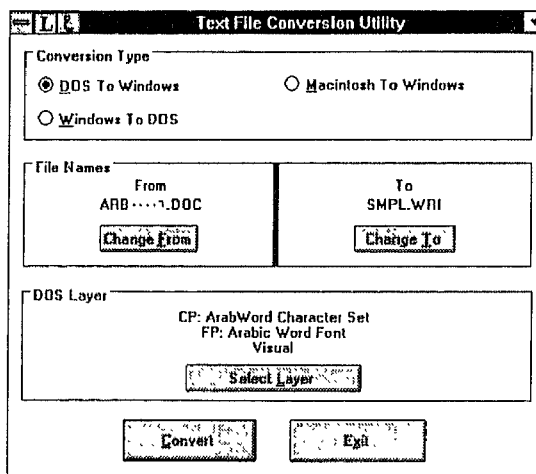 Text File Conversion Utility
Conversion Type
DOS To Windows
Macintosh To Windows
Windows To DOS
File Names
From
To
ARB٠٠٠٠٦.DOC
SMPL.WRI
Change From
Change To
DOS Layer
CP: ArabWord Character Set
FP: Arabic Word Font
Visual
Select Layer
Convert
Exit